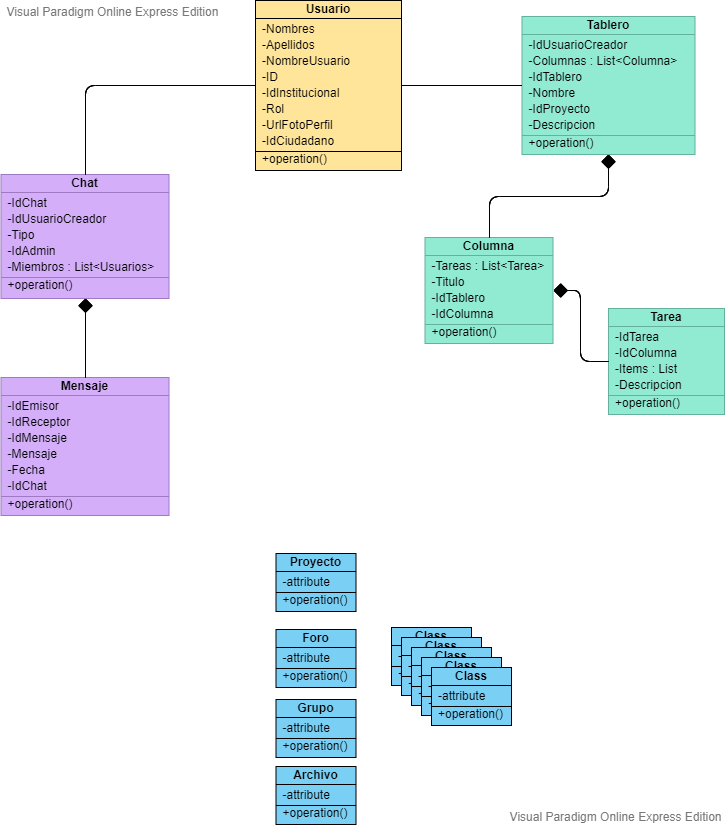 Visual Paradigm Online Express Edition
Usuario
-Nombres
-Apellidos
-NombreUsuario
-ID
-IdInstitucional
-Rol
-UrlFotoPerfil
-IdCiudadano
+operation()
Tablero
-IdUsuarioCreador
-Columnas : List<Columna>
-IdTablero
-Nombre
-IdProyecto
-Descripcion
+operation()
Chat
-IdChat
-IdUsuarioCreador
-Tipo
-IdAdmin
-Miembros : List<Usuarios>
+operation()
Columna
-Tareas : List<Tarea>
-Titulo
-IdTablero
-IdColumna
+operation()
Tarea
-IdTarea
-IdColumna
-Items : List
-Descripcion
+operation()
Mensaje
-IdEmisor
-IdReceptor
-IdMensaje
-Mensaje
-Fecha
-IdChat
+operation()
Proyecto
-attribute
+operation()
Foro
-attribute
+operation()
Grupo
-attribute
+operation()
Archivo
-attribute
+operation()
Class
Class
Class
Class
Class
-attribute
+operation()
Visual Paradigm Online Express Edition